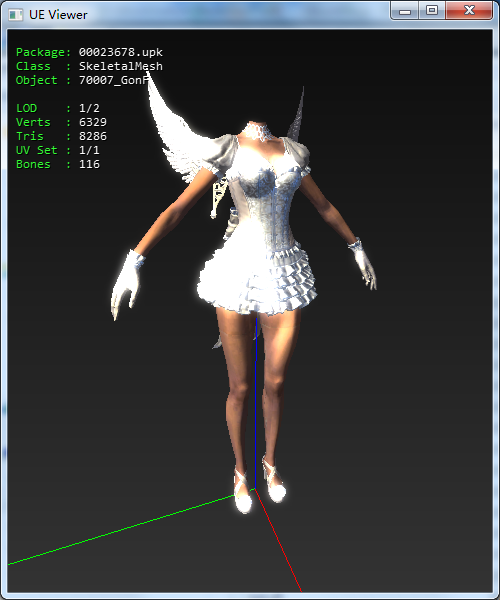 UE Viewer
Package: 00023678.upk
Class : SkeletalMesh
Object : 70007_GonF
LOD : 1/2
Verts : 6329
Tris : 8286
UV Set : 1/1
Bones : 116